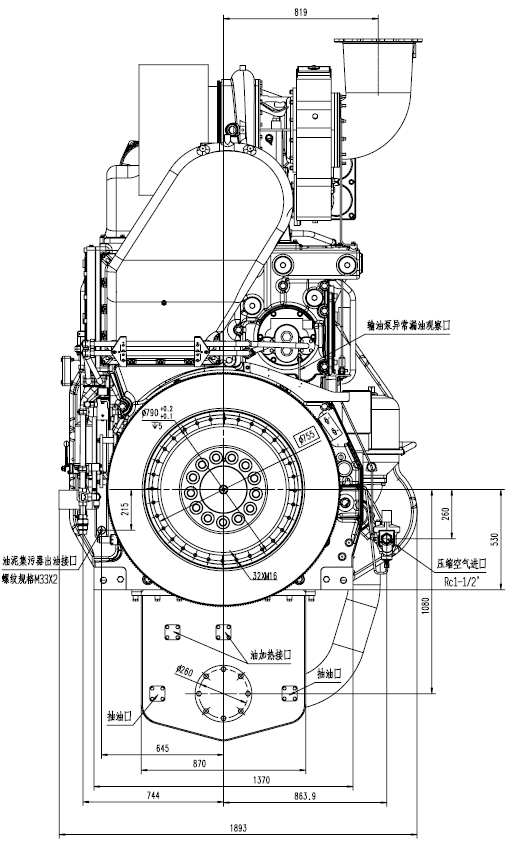 819
输油泵异常漏油观察口
Ø790 +0.2 +0.1
↧5
Ø755
215
260
530
油泥集污器出油接口
螺纹规格M33X2
32XM16
压缩空气进口
Rc1-1/2"
1080
油加热接口
Ø260
抽油口
抽油口
645
870
1370
744
863.9
1893